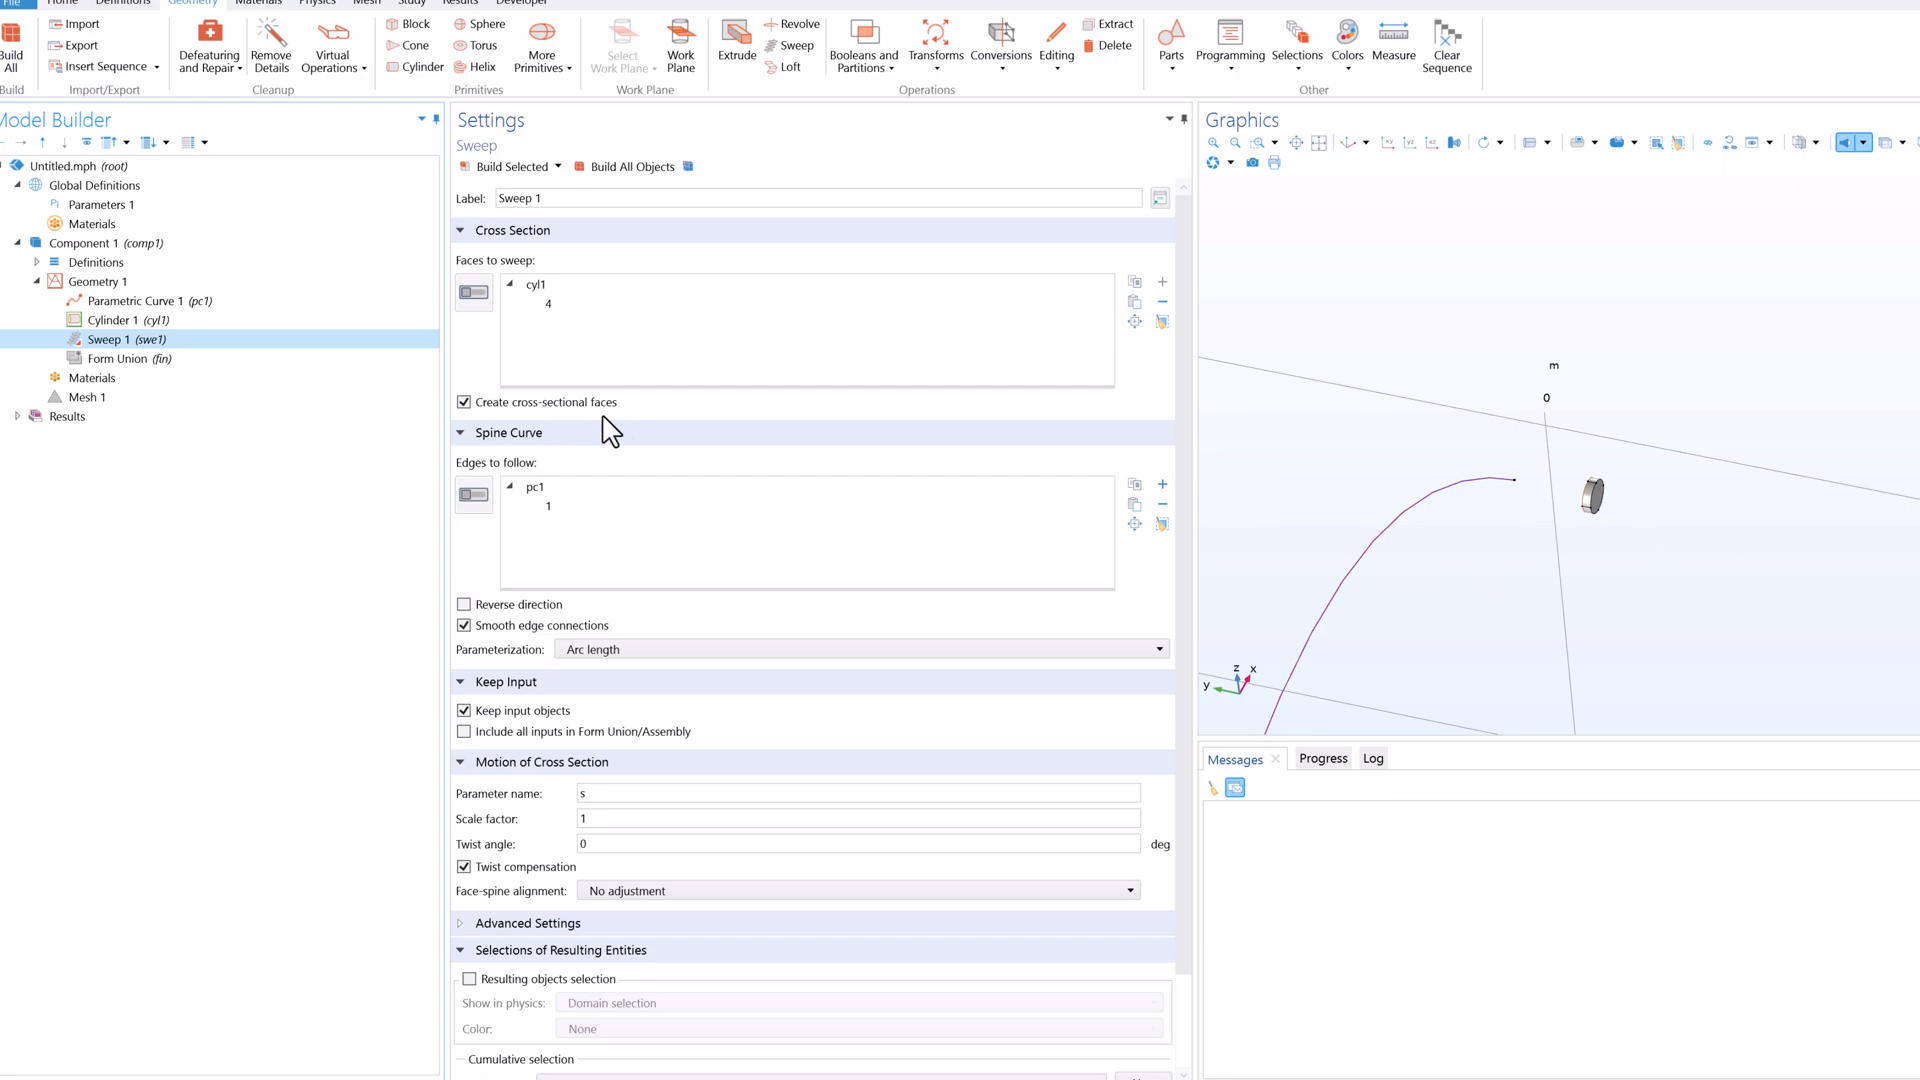 File Home Definitions Geometry Materials Physics Mesh Study Results Developer
Build All
Build
Import
Export
Insert Sequence
Import/Export
Defeaturing and Repair
Remove Details
Virtual Operations
Cleanup
Block
Cone
Cylinder
Sphere
Torus
Helix
More Primitives
Primitives
Select Work Plane
Work Plane
Work Plane
Extrude
Revolve
Sweep
Loft
Booleans and Partitions
Transforms
Conversions
Editing
Extract
Delete
Operations
Parts
Programming
Selections
Colors
Measure
Clear Sequence
Other
Model Builder
Untitled.mph (root)
Global Definitions
Parameters 1
Materials
Component 1 (comp1)
Definitions
Geometry 1
Parametric Curve 1 (pc1)
Cylinder 1 (cyl1)
Sweep 1 (swe1)
Form Union (fin)
Materials
Mesh 1
Results
Settings
Sweep
Build Selected Build All Objects
Label: Sweep 1
Cross Section
Faces to sweep:
cyl1
4
Create cross-sectional faces
Spine Curve
Edges to follow:
pc1
1
Reverse direction
Smooth edge connections
Parameterization: Arc length
Keep Input
Keep input objects
Include all inputs in Form Union/Assembly
Motion of Cross Section
Parameter name: s
Scale factor: 1
Twist angle: 0 deg
Twist compensation
Face-spine alignment: No adjustment
Advanced Settings
Selections of Resulting Entities
Resulting objects selection
Show in physics: Domain selection
Color: None
Cumulative selection
Graphics
m
0
z x
y
Messages Progress Log